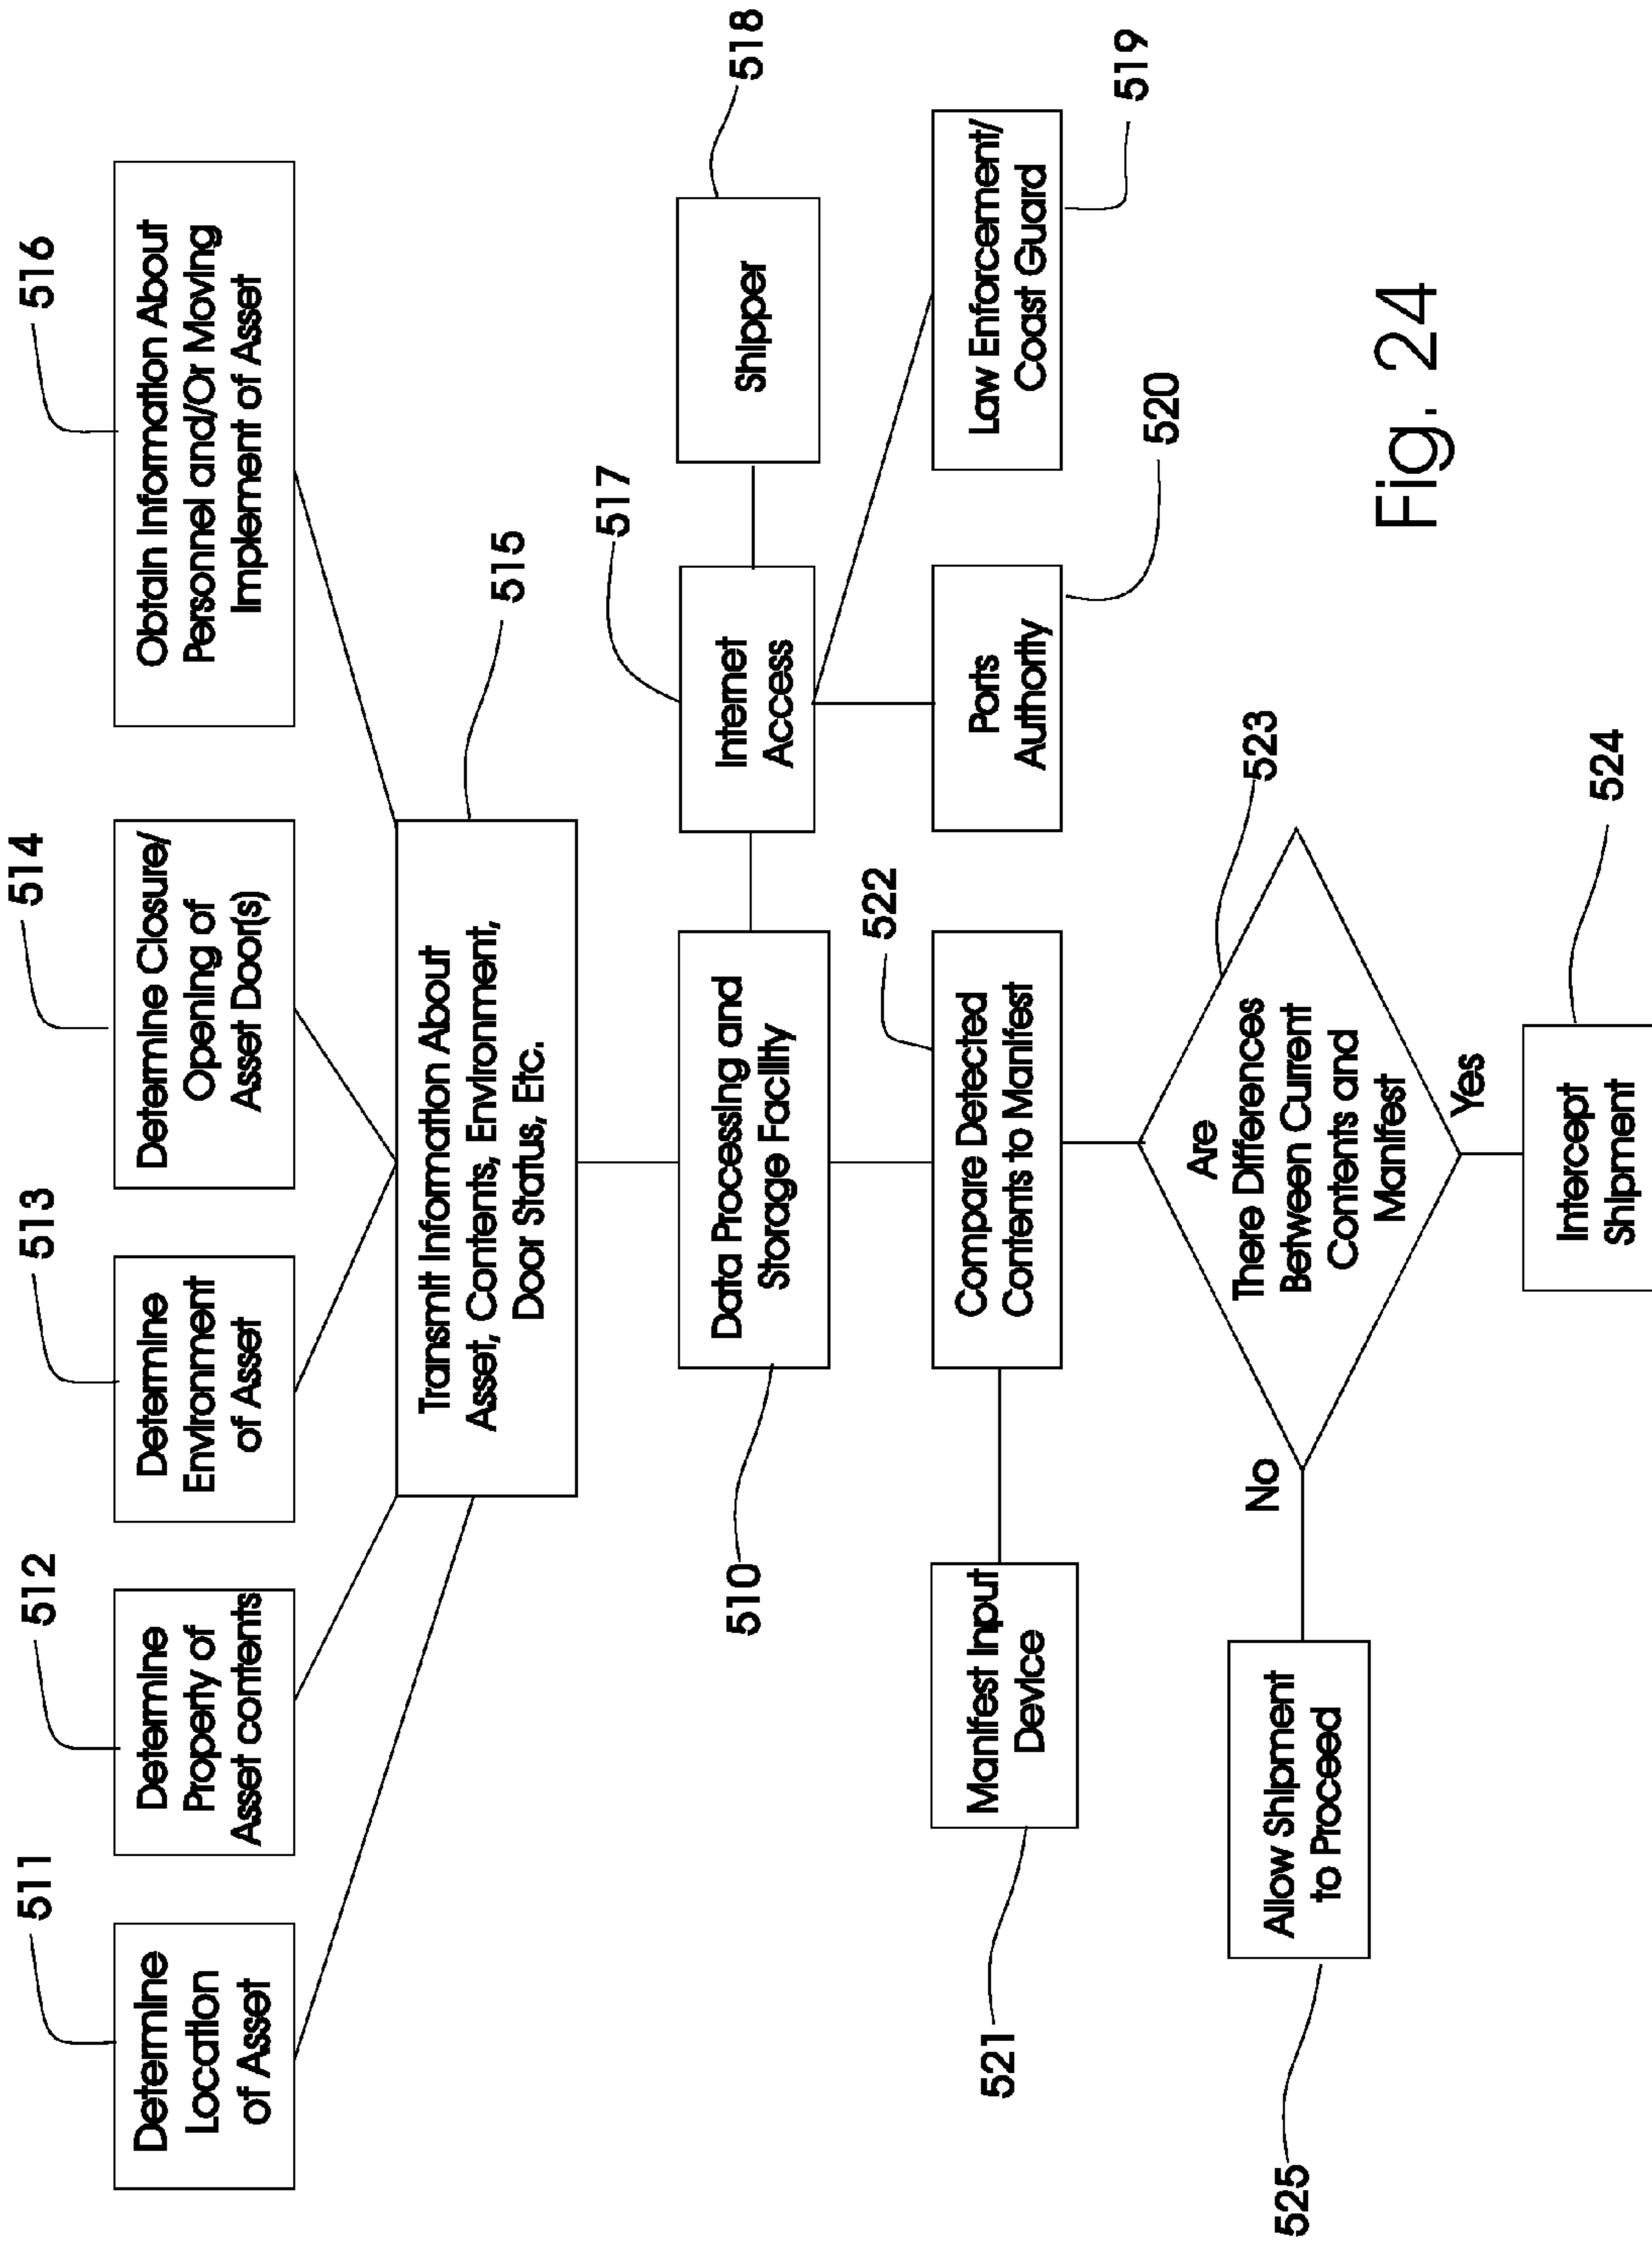 511
Determine
Location
of Asset
512
Determine
Property of
Asset contents
513
Determine
Environment
of Asset
514
Determine Closure/
Opening of
Asset Door(s)
516
Obtain Information About
Personnel and/Or Moving
Implement of Asset
515
Transmit Information About
Asset, Contents, Environment,
Door Status, Etc.
510
Data Processing and
Storage Facility
517
Internet
Access
518
Shipper
521
Manifest Input
Device
522
Compare Detected
Contents to Manifest
520
Ports
Authority
519
Law Enforcement/
Coast Guard
525
Allow Shipment
to Proceed
No
523
Are
There Differences
Between Current
Contents and
Manifest
Yes
524
Intercept
Shipment
Fig. 24